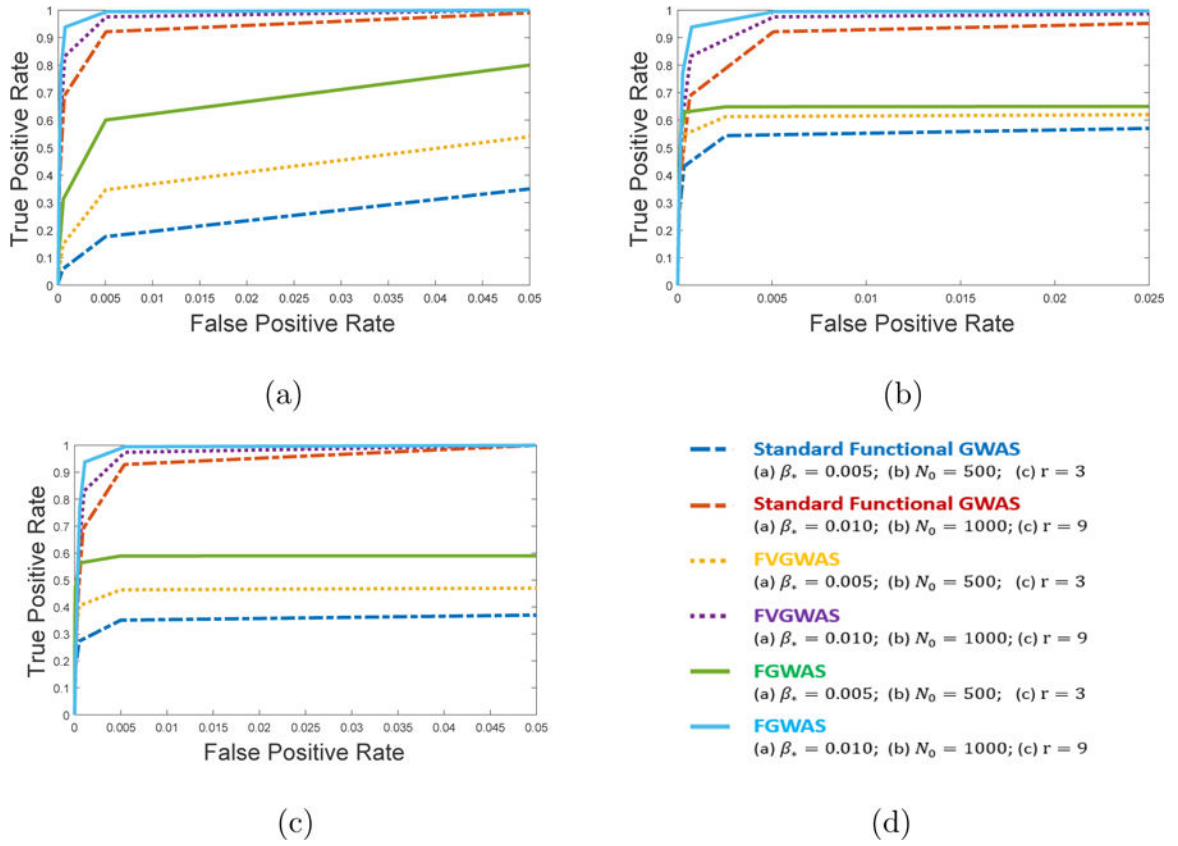 True Positive Rate
1
0.9
0.8
0.7
0.6
0.5
0.4
0.3
0.2
0.1
0
0 0.005 0.01 0.015 0.02 0.025 0.03 0.035 0.04 0.045 0.05
False Positive Rate
(a)
True Positive Rate
1
0.9
0.8
0.7
0.6
0.5
0.4
0.3
0.2
0.1
0
0 0.005 0.01 0.015 0.02 0.025
False Positive Rate
(b)
True Positive Rate
1
0.9
0.8
0.7
0.6
0.5
0.4
0.3
0.2
0.1
0
0 0.005 0.01 0.015 0.02 0.025 0.03 0.035 0.04 0.045 0.05
False Positive Rate
(c)
Standard Functional GWAS
(a) β* = 0.005; (b) N₀ = 500; (c) r = 3
Standard Functional GWAS
(a) β* = 0.010; (b) N₀ = 1000; (c) r = 9
FVGWAS
(a) β* = 0.005; (b) N₀ = 500; (c) r = 3
FVGWAS
(a) β* = 0.010; (b) N₀ = 1000; (c) r = 9
FGWAS
(a) β* = 0.005; (b) N₀ = 500; (c) r = 3
FGWAS
(a) β* = 0.010; (b) N₀ = 1000; (c) r = 9
(d)